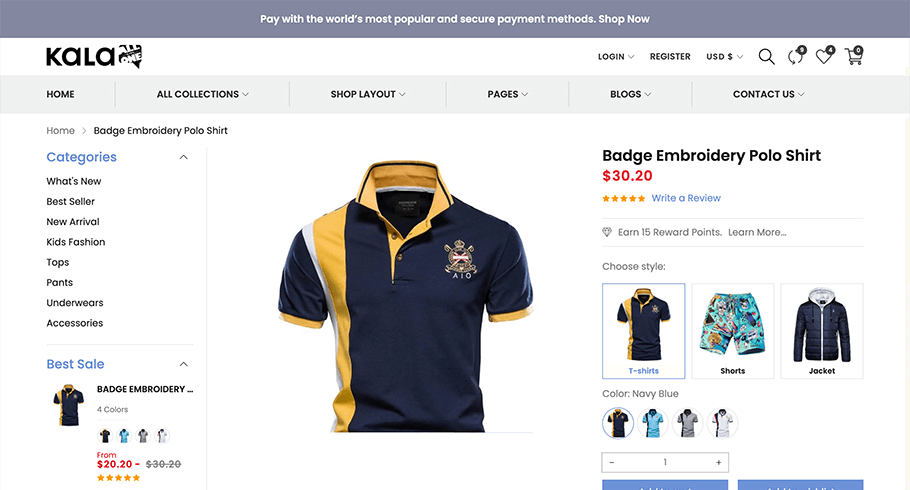 Pay with the world's most popular and secure payment methods. Shop Now
KALA ALL IN ONE
LOGIN REGISTER USD $ 9 4 0
HOME ALL COLLECTIONS SHOP LAYOUT PAGES BLOGS CONTACT US
Home > Badge Embroidery Polo Shirt
Categories
What's New
Best Seller
New Arrival
Kids Fashion
Tops
Pants
Underwears
Accessories
Best Sale
BADGE EMBROIDERY ...
4 Colors
From
$20.20 - $30.20
AIO
Badge Embroidery Polo Shirt
$30.20
Write a Review
Earn 15 Reward Points. Learn More...
Choose style:
T-shirts Shorts Jacket
Color: Navy Blue
- 1 +